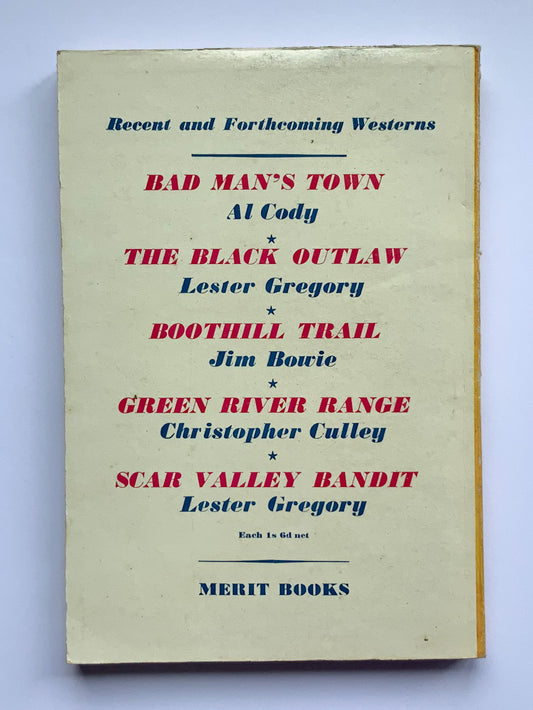 Recent and Forthcoming Westerns
BAD MAN'S TOWN
Al Cody
★
THE BLACK OUTLAW
Lester Gregory
★
BOOTHILL TRAIL
Jim Bowie
★
GREEN RIVER RANGE
Christopher Culley
★
SCAR VALLEY BANDIT
Lester Gregory
Each 1s 6d net
MERIT BOOKS